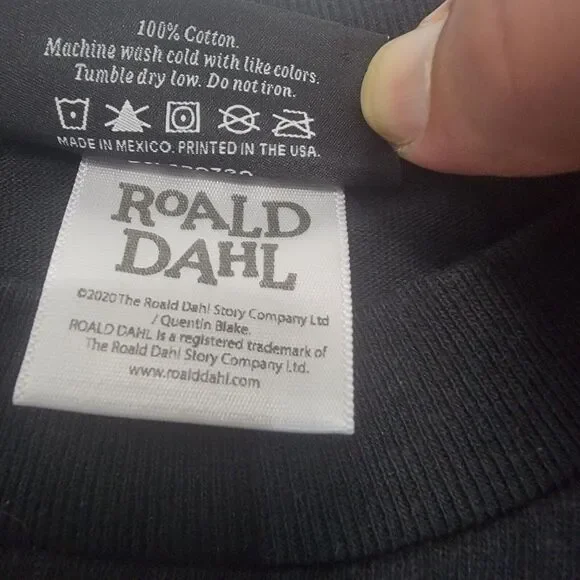 100% Cotton.
Machine wash cold with like colors.
Tumble dry low. Do not iron.
MADE IN MEXICO. PRINTED IN THE USA.
ROALD
DAHL
©2020 The Roald Dahl Story Company Ltd
/ Quentin Blake.
ROALD DAHL is a registered trademark of
The Roald Dahl Story Company Ltd.
www.roalddahl.com